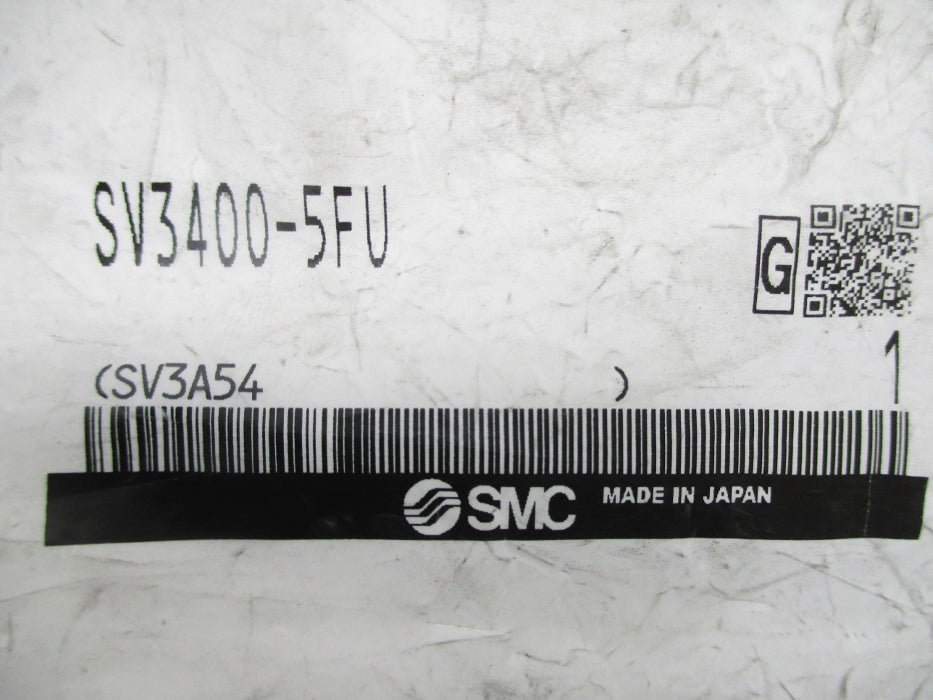 SV3400-5FU
G
1
(SV3A54 )
SMC MADE IN JAPAN